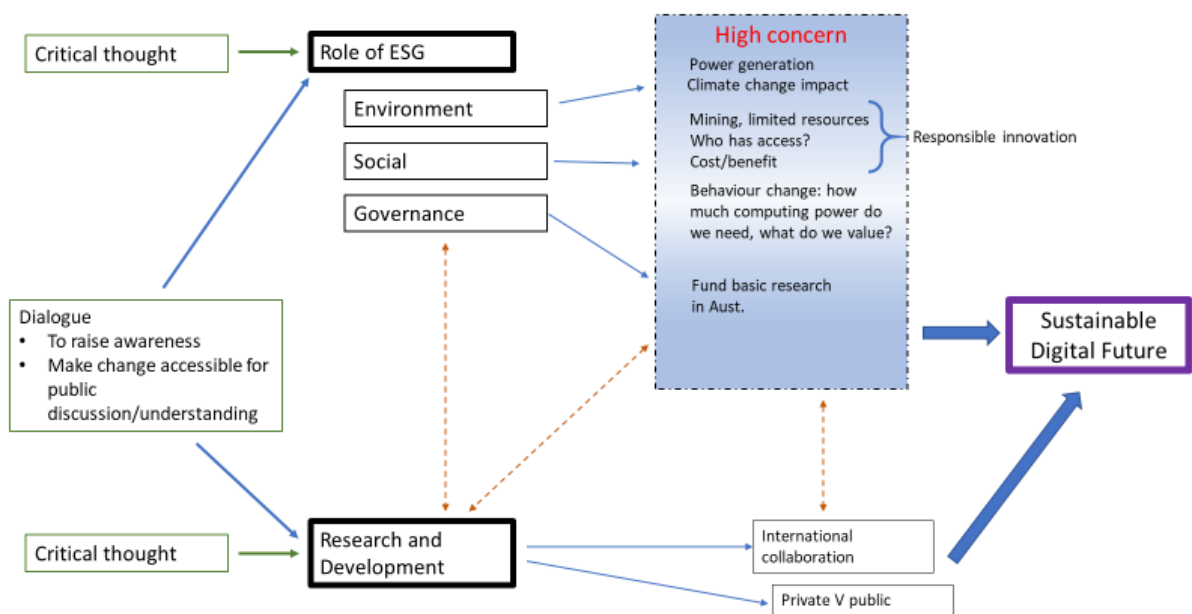 Critical thought
Role of ESG
Environment
Social
Governance
High concern
Power generation
Climate change impact
Mining, limited resources
Who has access?
Cost/benefit
Responsible innovation
Behaviour change: how
much computing power do
we need, what do we value?
Fund basic research
in Aust.
Dialogue
• To raise awareness
• Make change accessible for
public
discussion/understanding
Sustainable
Digital Future
Critical thought
Research and
Development
International
collaboration
Private V public